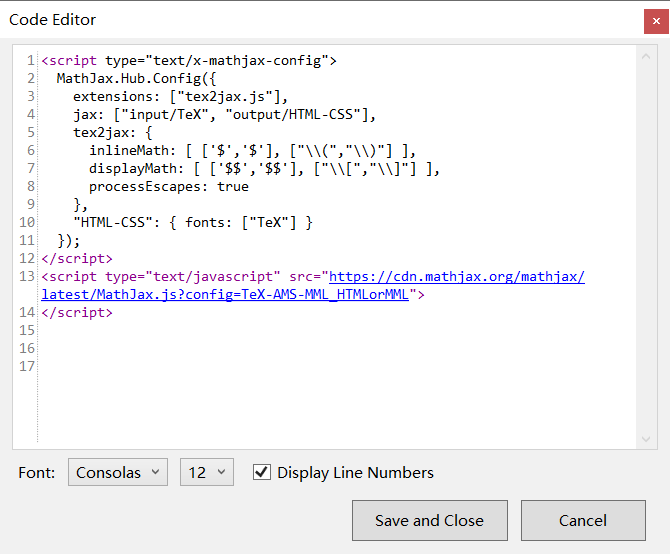 Code Editor
×
1 <script type="text/x-mathjax-config">
2   MathJax.Hub.Config({
3     extensions: ["tex2jax.js"],
4     jax: ["input/TeX", "output/HTML-CSS"],
5     tex2jax: {
6       inlineMath: [ ['$','$'], ["\\(","\\)"] ],
7       displayMath: [ ['$$','$$'], ["\\[","\\]"] ],
8       processEscapes: true
9     },
10     "HTML-CSS": { fonts: ["TeX"] }
11   });
12 </script>
13 <script type="text/javascript" src="https://cdn.mathjax.org/mathjax/
latest/MathJax.js?config=TeX-AMS-MML_HTMLorMML">
14 </script>
15
16
17
Font: Consolas 12 Display Line Numbers
Save and Close Cancel